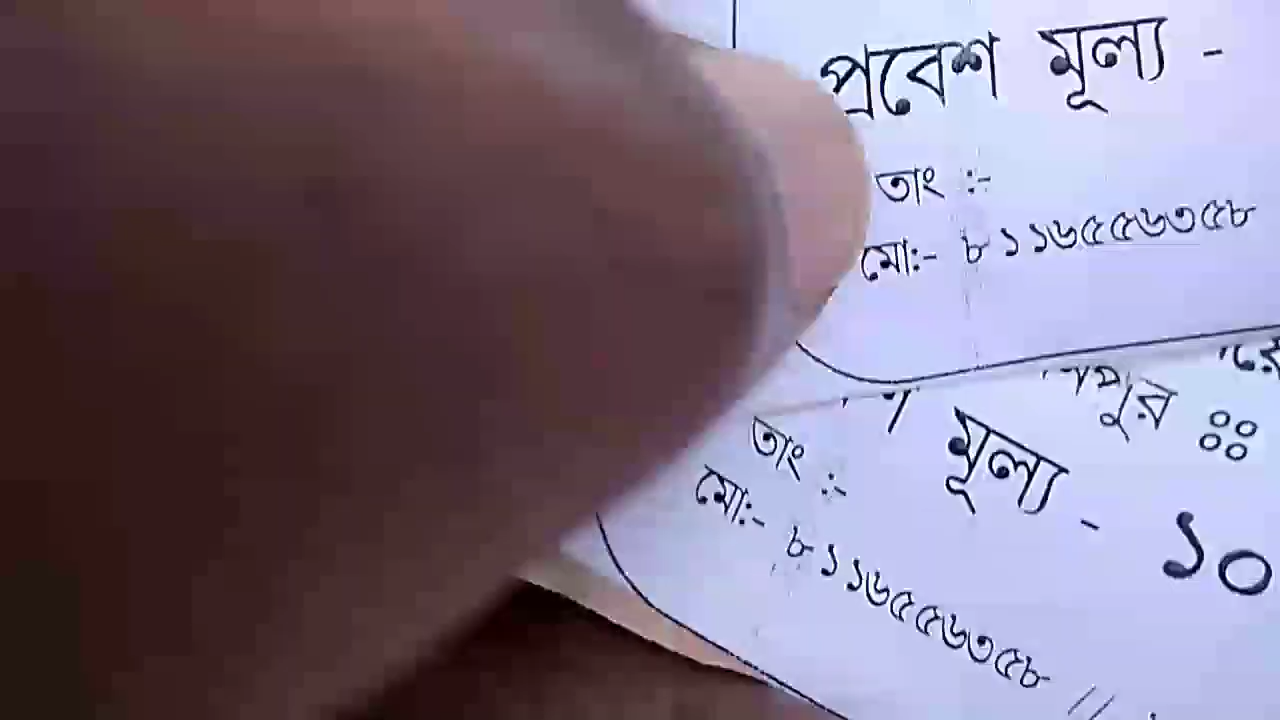 প্রবেশ মূল্য -
তাং :-
মো:- ৮১১৬৫৫৬৩৫৮
মূল্য - ১০
তাং :-
মো:- ৮১১৬৫৫৬৩৫৮ //